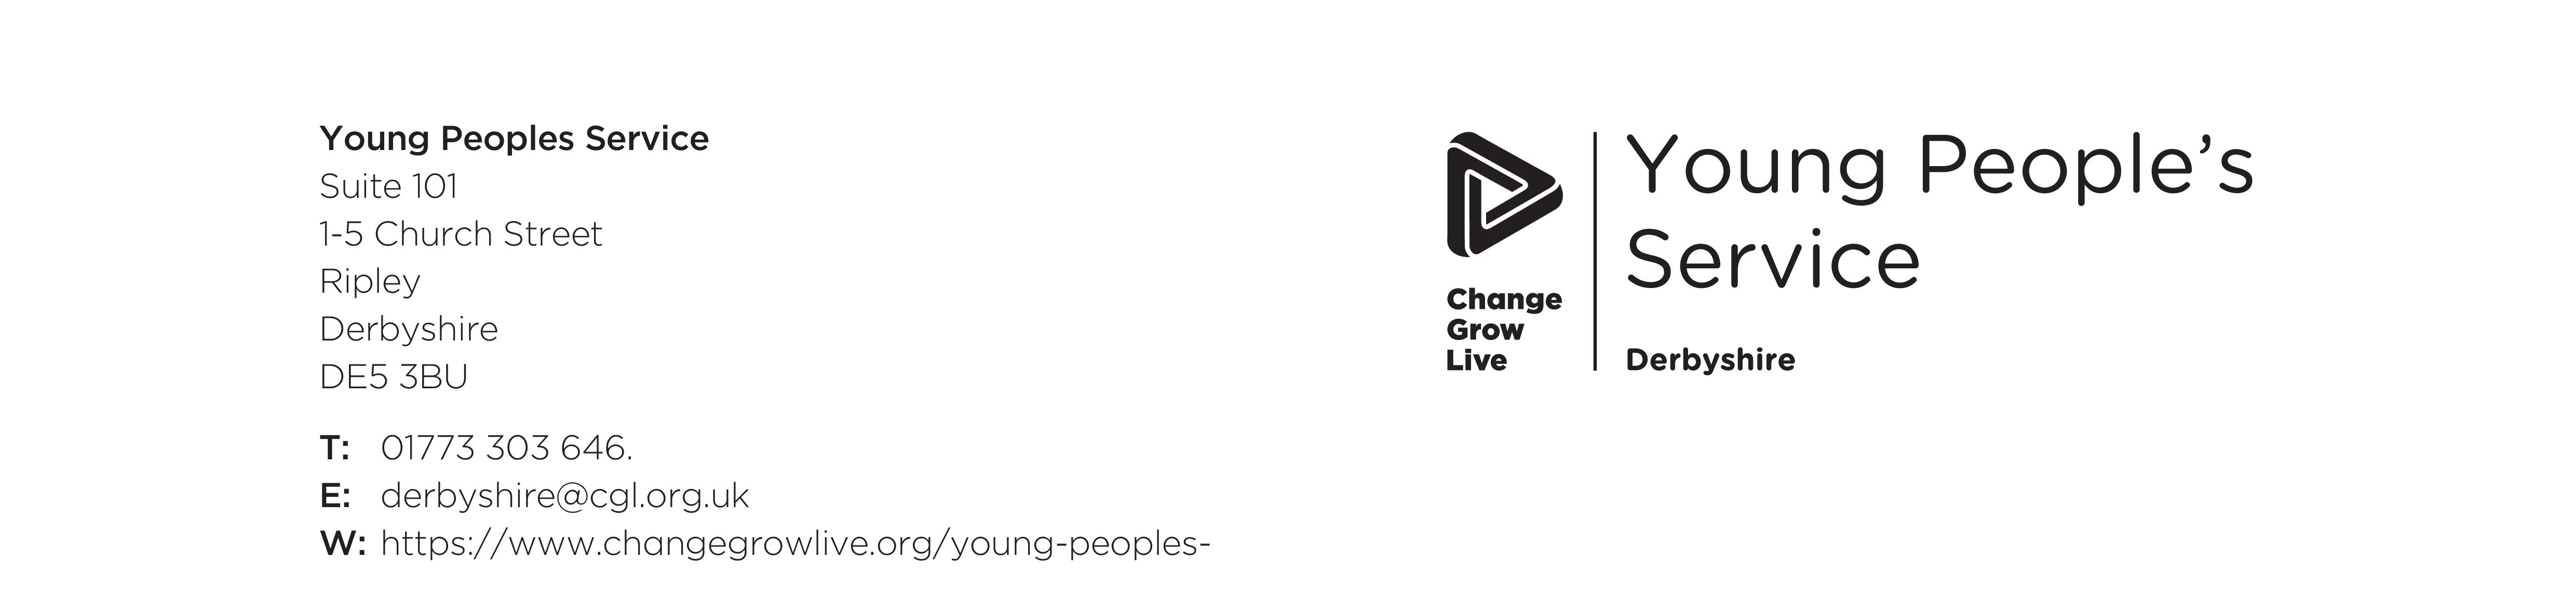 Young Peoples Service
Suite 101
1-5 Church Street
Ripley
Derbyshire
DE5 3BU
T: 01773 303 646.
E: derbyshire@cgl.org.uk
W: https://www.changegrowlive.org/young-peoples-
Change
Grow
Live
Young People’s
Service
Derbyshire